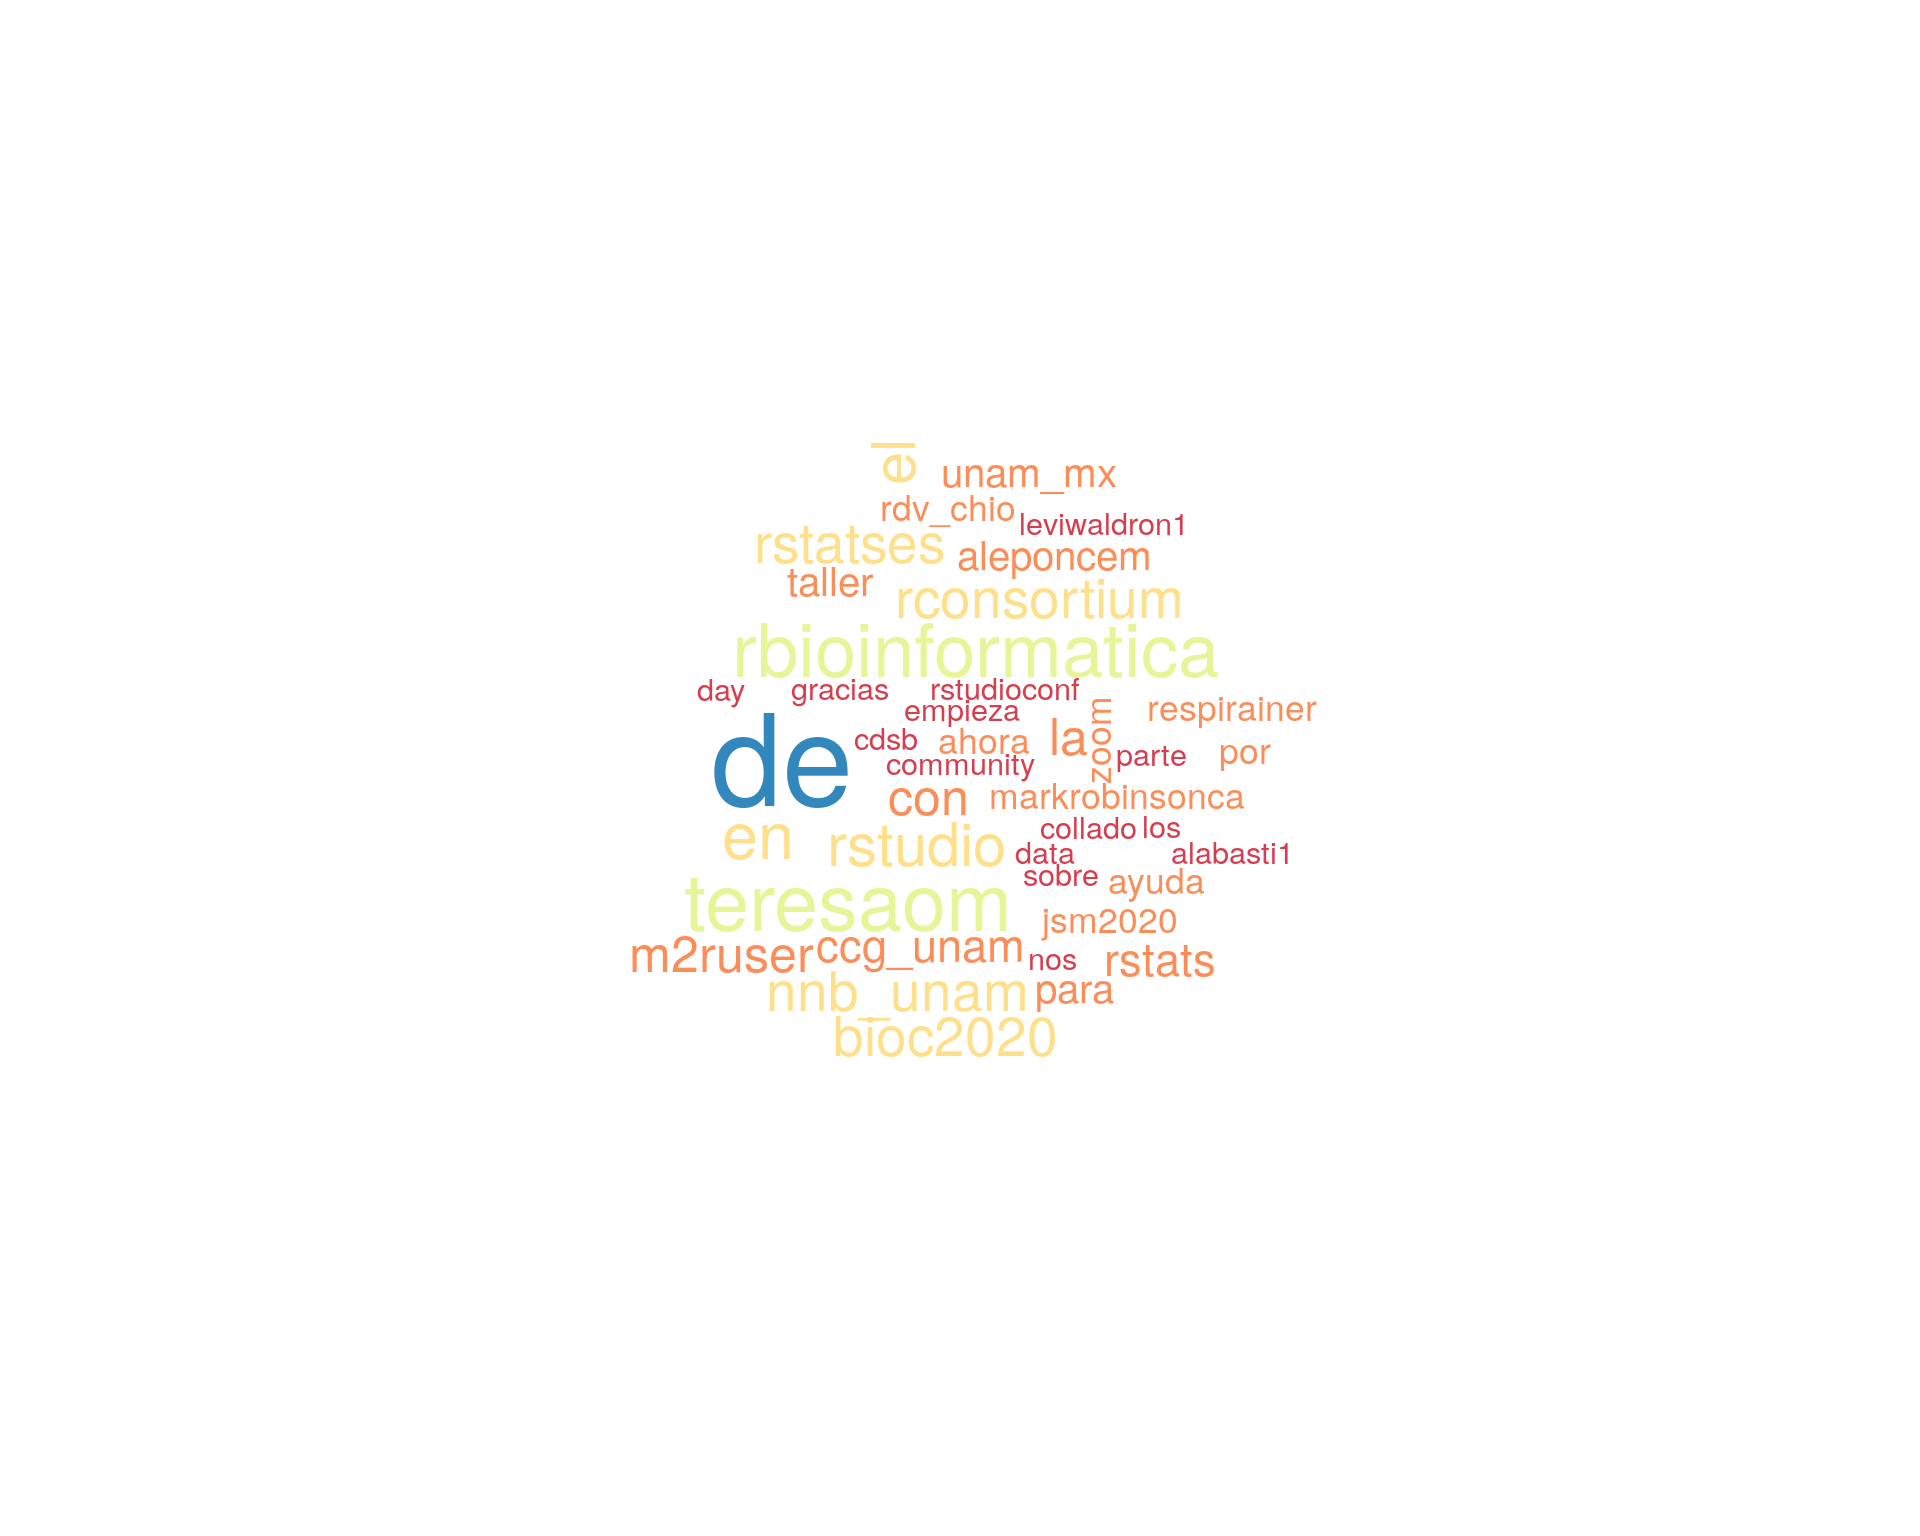 el
unam_mx
rdv_chio
leviwaldron1
rstatses
aleponcem
taller
rconsortium
rbioinformatica
day
gracias
rstudioconf
empieza
respirainer
zoom
la
cdsb
ahora
de
community
parte
por
con
markrobinsonca
collado
los
en
rstudio
data
alabasti1
sobre
ayuda
teresaom
jsm2020
m2ruser
ccg_unam
nos
rstats
nnb_unam
para
bioc2020